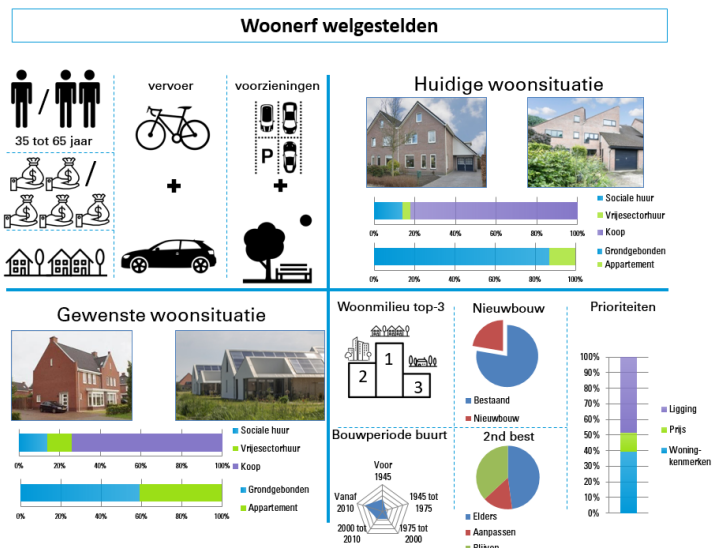 Woonerf welgestelden
35 tot 65 jaar
vervoer
voorzieningen
P
Huidige woonsituatie
Sociale huur
Vrijesectorhuur
Koop
0% 20% 40% 60% 80% 100%
Grondgebonden
Appartement
0% 20% 40% 60% 80% 100%
Gewenste woonsituatie
Sociale huur
Vrijesectorhuur
Koop
0% 20% 40% 60% 80% 100%
Grondgebonden
Appartement
0% 20% 40% 60% 80% 100%
Woonmilieu top-3
1
2
3
Nieuwbouw
Bestaand
Nieuwbouw
Prioriteiten
100%
90%
80%
70%
60%
50%
40%
30%
20%
10%
0%
Ligging
Prijs
Woning-
kenmerken
Bouwperiode buurt
Voor
1945
1945 tot
1975
1975 tot
2000
2000 tot
2010
Vanaf
2010
2nd best
Elders
Aanpassen
Blijven